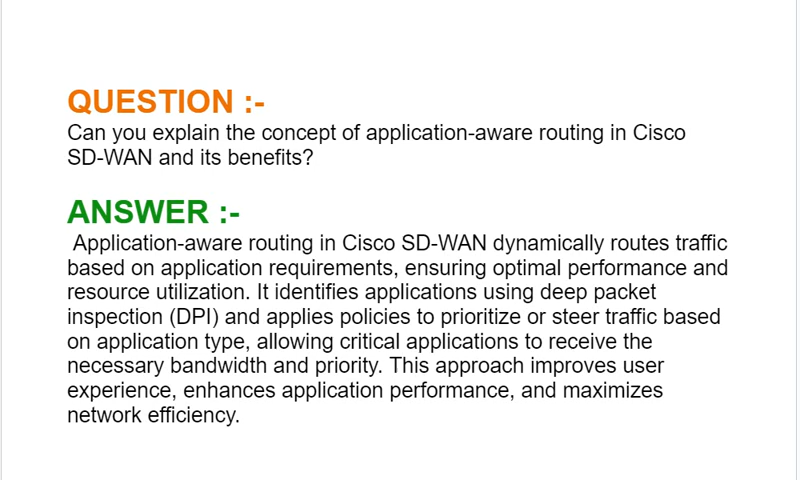 QUESTION :-
Can you explain the concept of application-aware routing in Cisco
SD-WAN and its benefits?
ANSWER :-
Application-aware routing in Cisco SD-WAN dynamically routes traffic
based on application requirements, ensuring optimal performance and
resource utilization. It identifies applications using deep packet
inspection (DPI) and applies policies to prioritize or steer traffic based
on application type, allowing critical applications to receive the
necessary bandwidth and priority. This approach improves user
experience, enhances application performance, and maximizes
network efficiency.